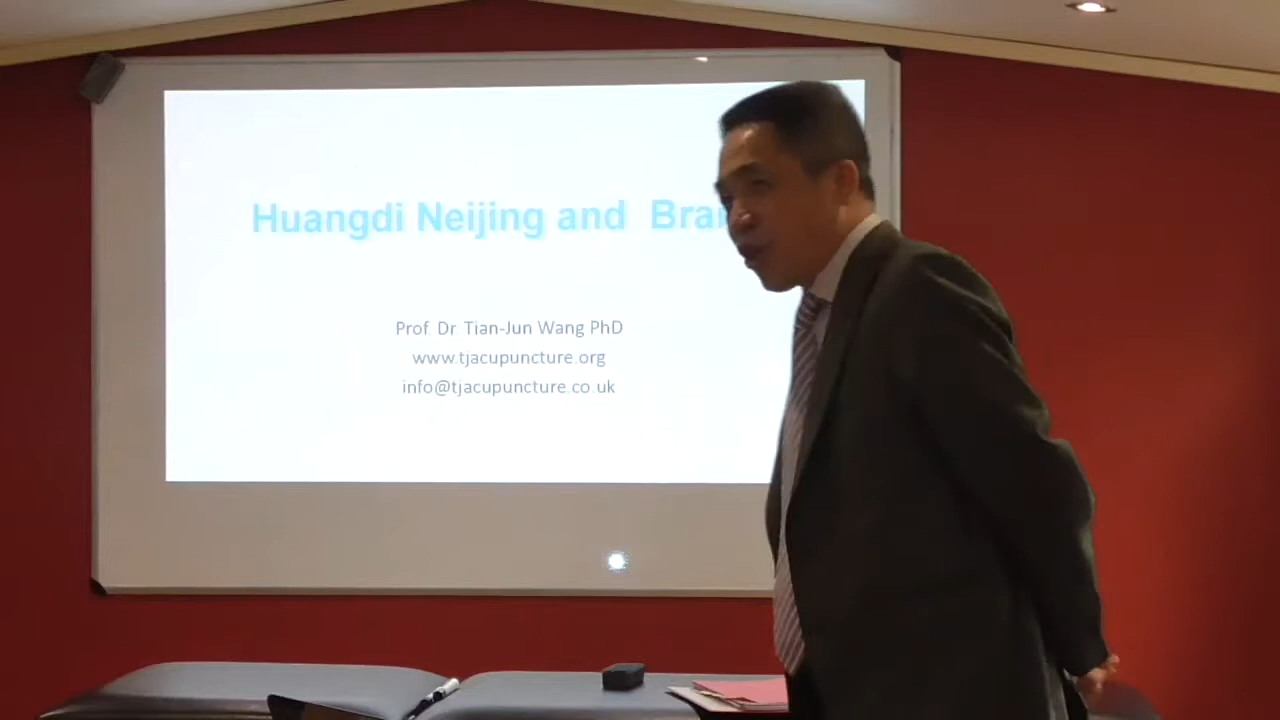 Huangdi Neijing and
Prof Dr Tian-Jun Wang PhD
www.tjacupuncture.org
info@tjacupuncture.co.uk